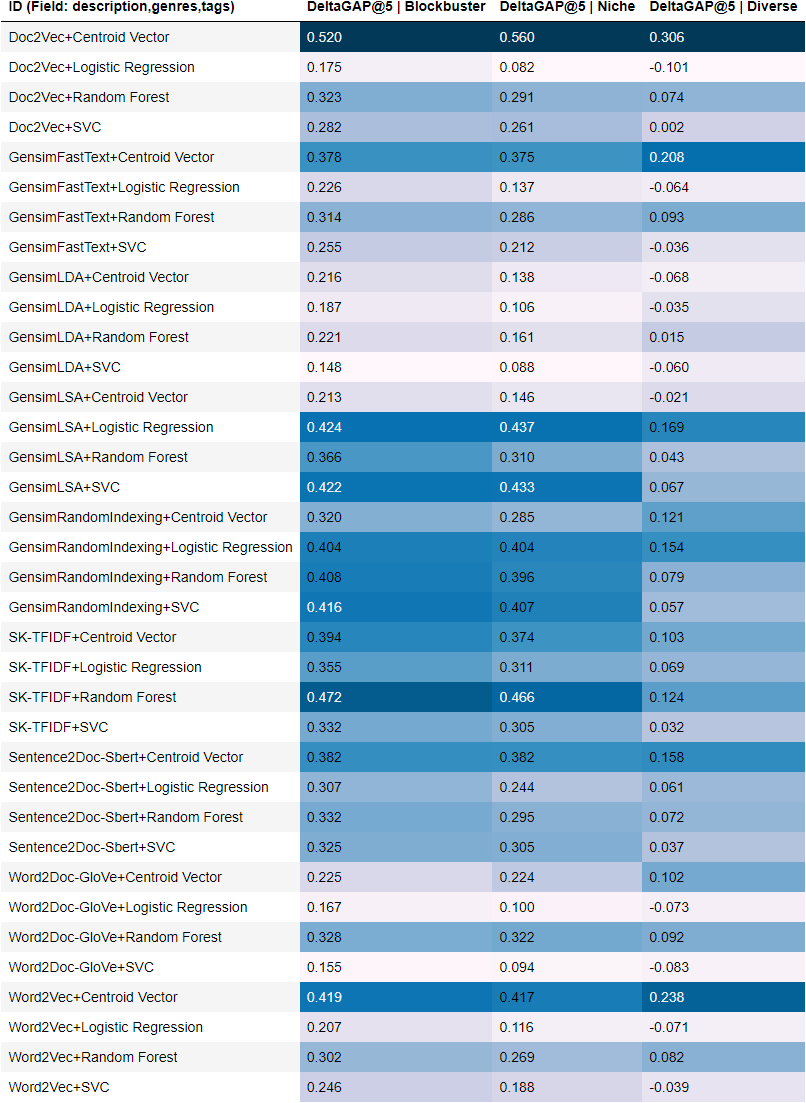 ID (Field: description,genres,tags) DeltaGAP@5 | Blockbuster DeltaGAP@5 | Niche DeltaGAP@5 | Diverse
Doc2Vec+Centroid Vector 0.520 0.560 0.306
Doc2Vec+Logistic Regression 0.175 0.082 -0.101
Doc2Vec+Random Forest 0.323 0.291 0.074
Doc2Vec+SVC 0.282 0.261 0.002
GensimFastText+Centroid Vector 0.378 0.375 0.208
GensimFastText+Logistic Regression 0.226 0.137 -0.064
GensimFastText+Random Forest 0.314 0.286 0.093
GensimFastText+SVC 0.255 0.212 -0.036
GensimLDA+Centroid Vector 0.216 0.138 -0.068
GensimLDA+Logistic Regression 0.187 0.106 -0.035
GensimLDA+Random Forest 0.221 0.161 0.015
GensimLDA+SVC 0.148 0.088 -0.060
GensimLSA+Centroid Vector 0.213 0.146 -0.021
GensimLSA+Logistic Regression 0.424 0.437 0.169
GensimLSA+Random Forest 0.366 0.310 0.043
GensimLSA+SVC 0.422 0.433 0.067
GensimRandomIndexing+Centroid Vector 0.320 0.285 0.121
GensimRandomIndexing+Logistic Regression 0.404 0.404 0.154
GensimRandomIndexing+Random Forest 0.408 0.396 0.079
GensimRandomIndexing+SVC 0.416 0.407 0.057
SK-TFIDF+Centroid Vector 0.394 0.374 0.103
SK-TFIDF+Logistic Regression 0.355 0.311 0.069
SK-TFIDF+Random Forest 0.472 0.466 0.124
SK-TFIDF+SVC 0.332 0.305 0.032
Sentence2Doc-Sbert+Centroid Vector 0.382 0.382 0.158
Sentence2Doc-Sbert+Logistic Regression 0.307 0.244 0.061
Sentence2Doc-Sbert+Random Forest 0.332 0.295 0.072
Sentence2Doc-Sbert+SVC 0.325 0.305 0.037
Word2Doc-GloVe+Centroid Vector 0.225 0.224 0.102
Word2Doc-GloVe+Logistic Regression 0.167 0.100 -0.073
Word2Doc-GloVe+Random Forest 0.328 0.322 0.092
Word2Doc-GloVe+SVC 0.155 0.094 -0.083
Word2Vec+Centroid Vector 0.419 0.417 0.238
Word2Vec+Logistic Regression 0.207 0.116 -0.071
Word2Vec+Random Forest 0.302 0.269 0.082
Word2Vec+SVC 0.246 0.188 -0.039